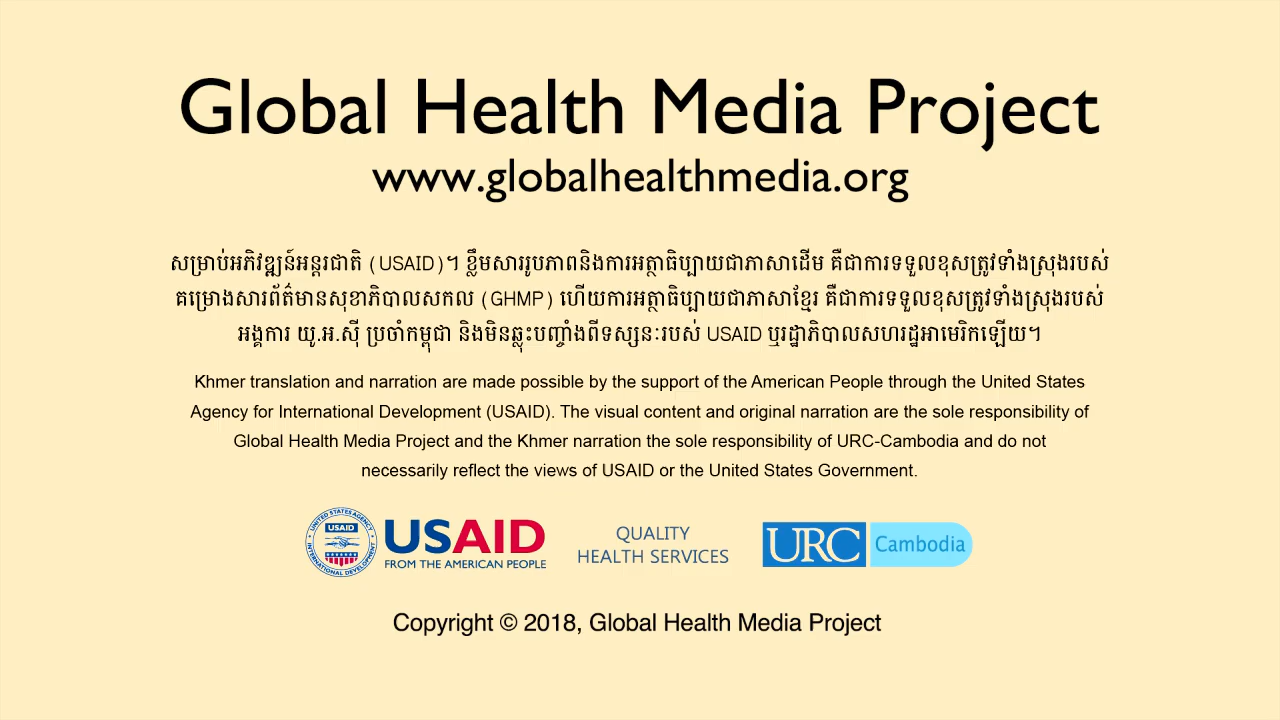 Global Health Media Project
www.globalhealthmedia.org
សម្រាប់អភិវឌ្ឍន៍អន្តរជាតិ (USAID)។ ខ្លឹមសាររូបភាពនិងការអត្ថាធិប្បាយជាភាសាដើម គឺជាការទទួលខុសត្រូវទាំងស្រុងរបស់
គម្រោងសារព័ត៌មានសុខាភិបាលសកល (GHMP) ហើយការអត្ថាធិប្បាយជាភាសាខ្មែរ គឺជាការទទួលខុសត្រូវទាំងស្រុងរបស់
អង្គការ យូ.អ.ស៊ី ប្រចាំកម្ពុជា និងមិនឆ្លុះបញ្ចាំងពីទស្សនៈរបស់ USAID ឬរដ្ឋាភិបាលសហរដ្ឋអាមេរិកឡើយ។
Khmer translation and narration are made possible by the support of the American People through the United States
Agency for International Development (USAID). The visual content and original narration are the sole responsibility of
Global Health Media Project and the Khmer narration the sole responsibility of URC-Cambodia and do not
necessarily reflect the views of USAID or the United States Government.
UNITED STATES AGENCY
USAID
INTERNATIONAL DEVELOPMENT
USAID
FROM THE AMERICAN PEOPLE
QUALITY
HEALTH SERVICES
URC Cambodia
Copyright © 2018, Global Health Media Project